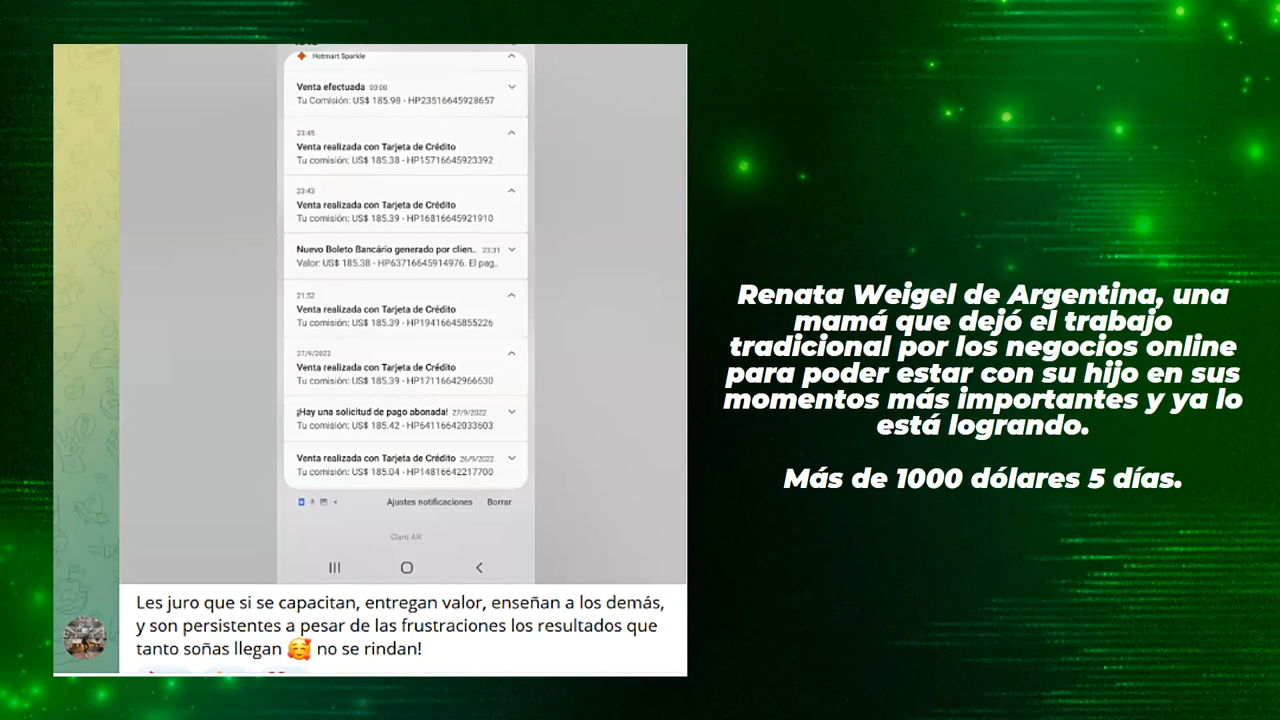 Hotmart Sparkle
Venta efectuada 00:00
Tu Comisión: US$ 185.98 - HP23516645928657
23:45
Venta realizada con Tarjeta de Crédito
Tu comisión: US$ 185.38 - HP15716645923392
23:43
Venta realizada con Tarjeta de Crédito
Tu comisión: US$ 185.39 - HP16816645921910
Nuevo Boleto Bancário generado por clien.. 23:31
Valor: US$ 185.38 - HP63716645914976. El pag..
21:52
Venta realizada con Tarjeta de Crédito
Tu comisión: US$ 185.39 - HP19416645855226
27/9/2022
Venta realizada con Tarjeta de Crédito
Tu comisión: US$ 185.39 - HP17116642966630
¡Hay una solicitud de pago abonada! 27/9/2022
Tu comisión: US$ 185.42 - HP64116642033603
Venta realizada con Tarjeta de Crédito 26/9/2022
Tu comisión: US$ 185.04 - HP14816642217700
Ajustes notificaciones Borrar
Claro AR
Les juro que si se capacitan, entregan valor, enseñan a los demás,
y son persistentes a pesar de las frustraciones los resultados que
tanto soñas llegan 🥰 no se rindan!
Renata Weigel de Argentina, una
mamá que dejó el trabajo
tradicional por los negocios online
para poder estar con su hijo en sus
momentos más importantes y ya lo
está logrando.
Más de 1000 dólares 5 días.